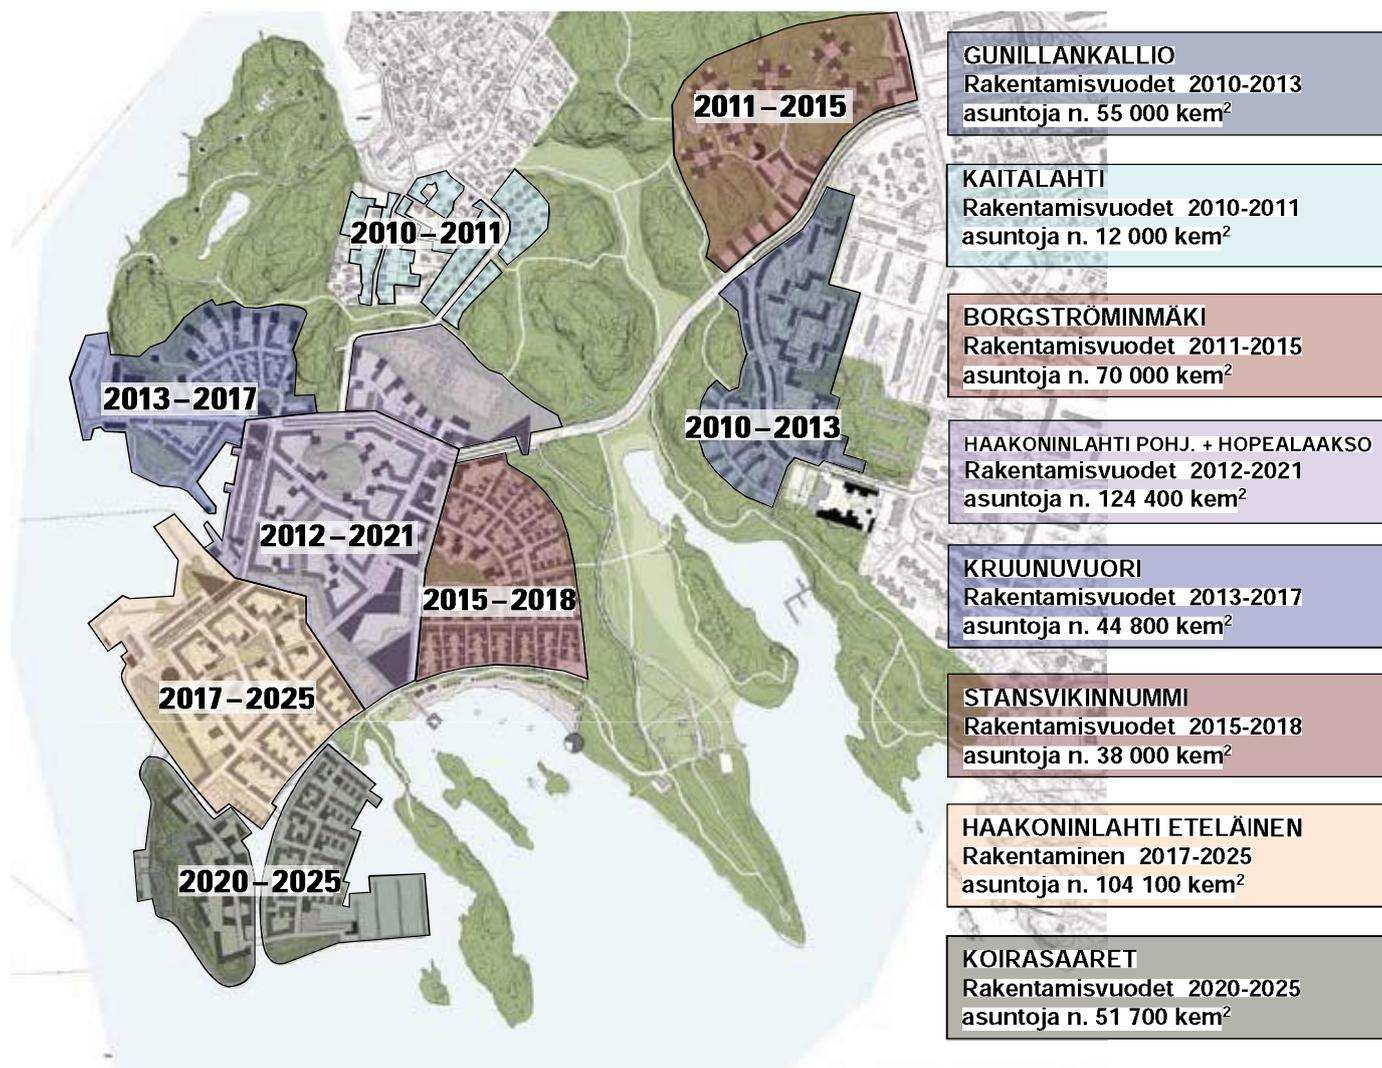 2011–2015
2010–2011
2013–2017
2010–2013
2012–2021
2015–2018
2017–2025
2020–2025
GUNILLANKALLIO
Rakentamisvuodet 2010-2013
asuntoja n. 55 000 kem²
KAITALAHTI
Rakentamisvuodet 2010-2011
asuntoja n. 12 000 kem²
BORGSTRÖMINMÄKI
Rakentamisvuodet 2011-2015
asuntoja n. 70 000 kem²
HAAKONINLAHTI POHJ. + HOPEALAAKSO
Rakentamisvuodet 2012-2021
asuntoja n. 124 400 kem²
KRUUNUVUORI
Rakentamisvuodet 2013-2017
asuntoja n. 44 800 kem²
STANSVIKINNUMMI
Rakentamisvuodet 2015-2018
asuntoja n. 38 000 kem²
HAAKONINLAHTI ETELÄINEN
Rakentaminen 2017-2025
asuntoja n. 104 100 kem²
KOIRASAARET
Rakentamisvuodet 2020-2025
asuntoja n. 51 700 kem²